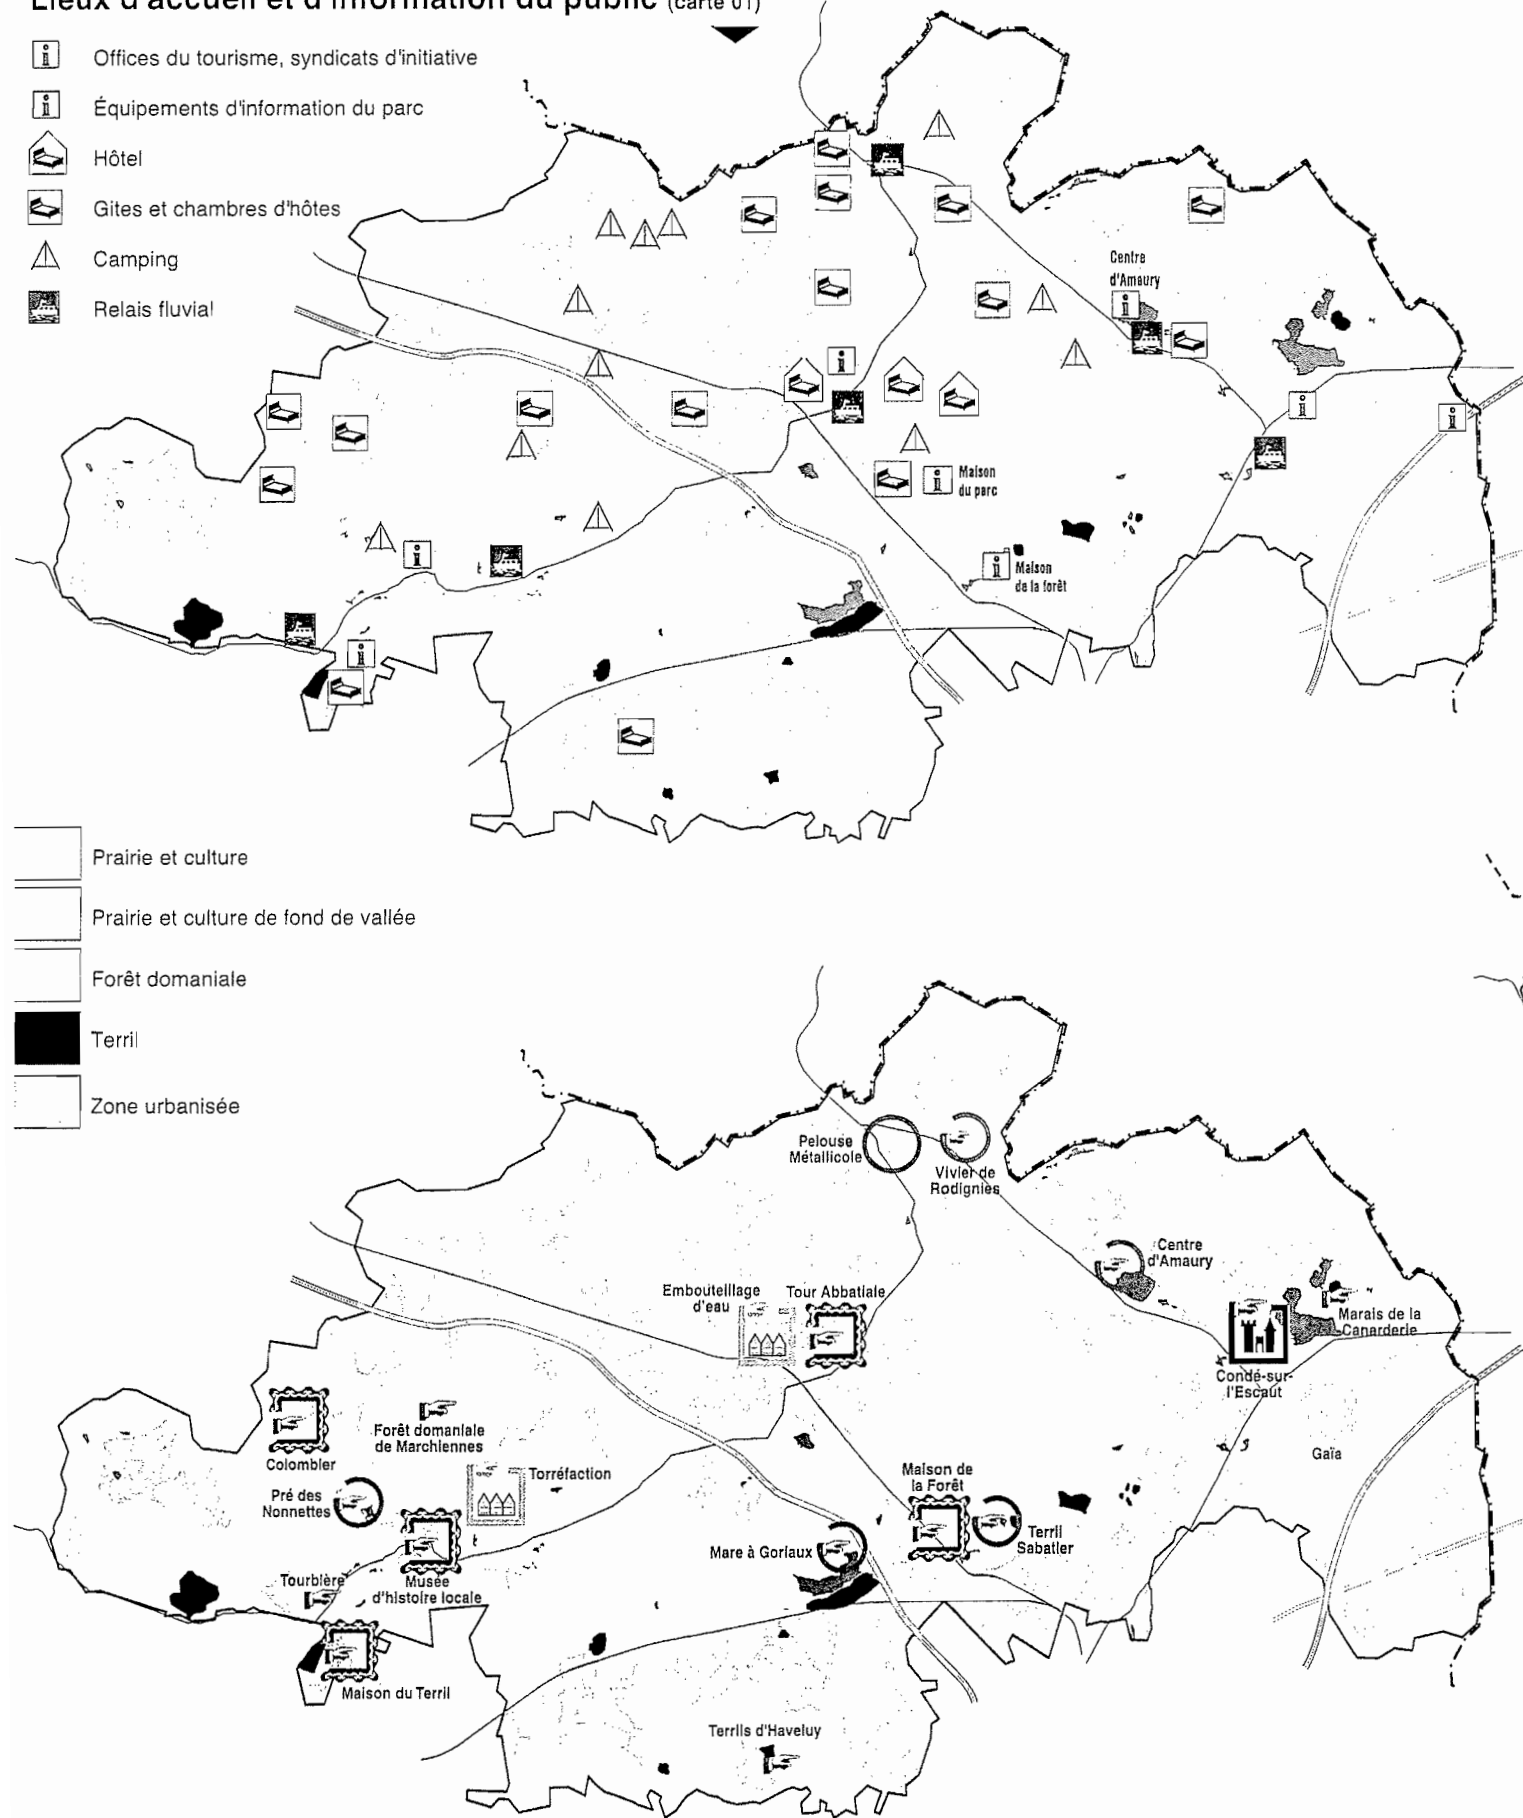 Lieux d'accueil et d'information du public (carte 01)
Offices du tourisme, syndicats d'initiative
Équipements d'information du parc
Hôtel
Gites et chambres d'hôtes
Camping
Relais fluvial
Centre
d'Amaury
Maison
du parc
Maison
de la forêt
Prairie et culture
Prairie et culture de fond de vallée
Forêt domaniale
Terril
Zone urbanisée
Pelouse
Métallicole
Vivier de
Rodigniès
Centre
d'Amaury
Embouteillage
d'eau
Tour Abbatiale
Marais de la
Canarderie
Condé-sur-
l'Escaut
Colombier
Forêt domaniale
de Marchiennes
Torréfaction
Pré des
Nonnettes
Maison de
la Forêt
Gaïa
Terril
Sabatier
Mare à Goriaux
Tourbière
Musée
d'histoire locale
Maison du Terril
Terrils d'Haveluy